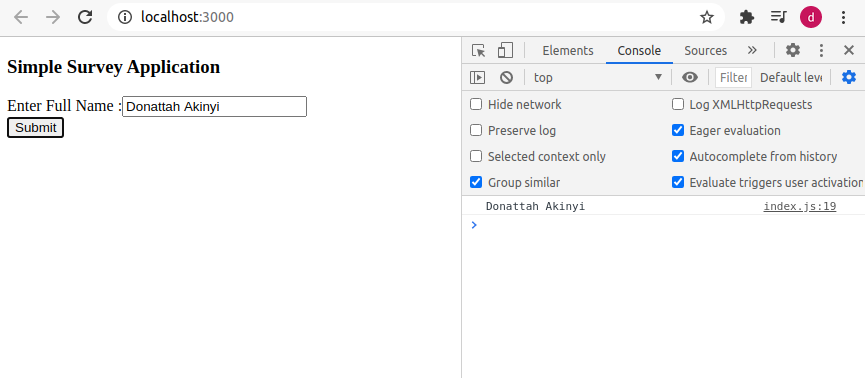 localhost:3000
d
Simple Survey Application
Enter Full Name :Donattah Akinyi
Submit
Elements Console Sources »
top Filter Default leve
Hide network Log XMLHttpRequests
Preserve log Eager evaluation
Selected context only Autocomplete from history
Group similar Evaluate triggers user activation
Donattah Akinyi index.js:19
>